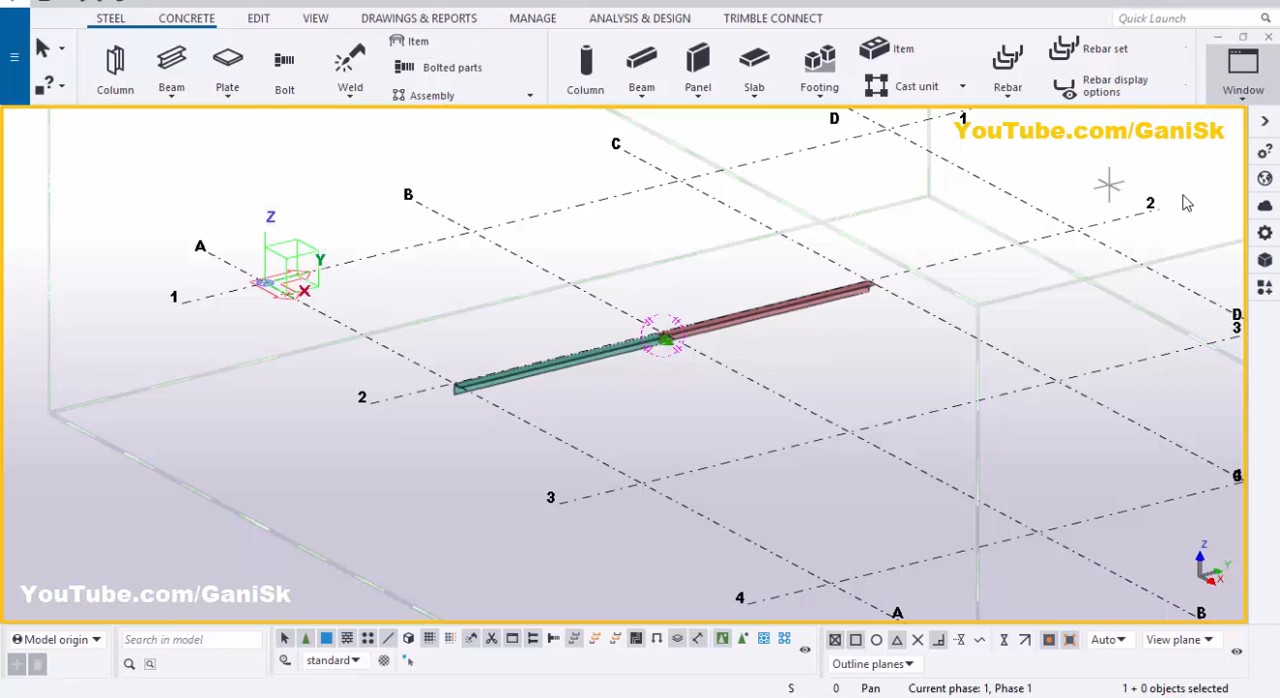 STEEL CONCRETE EDIT VIEW DRAWINGS & REPORTS MANAGE ANALYSIS & DESIGN TRIMBLE CONNECT Quick Launch
Column Beam Plate Bolt Weld Item Bolted parts Assembly
Column Beam Panel Slab Footing Item Cast unit Rebar Rebar set Rebar display options Window
YouTube.com/GaniSk
D
1
C
B
2
A
Z
Y
X
1
D
3
2
3
4
Z
Y
X
4
A
B
YouTube.com/GaniSk
Model origin
Search in model
standard
Auto
View plane
Outline planes
S 0 Pan Current phase: 1, Phase 1 1 + 0 objects selected